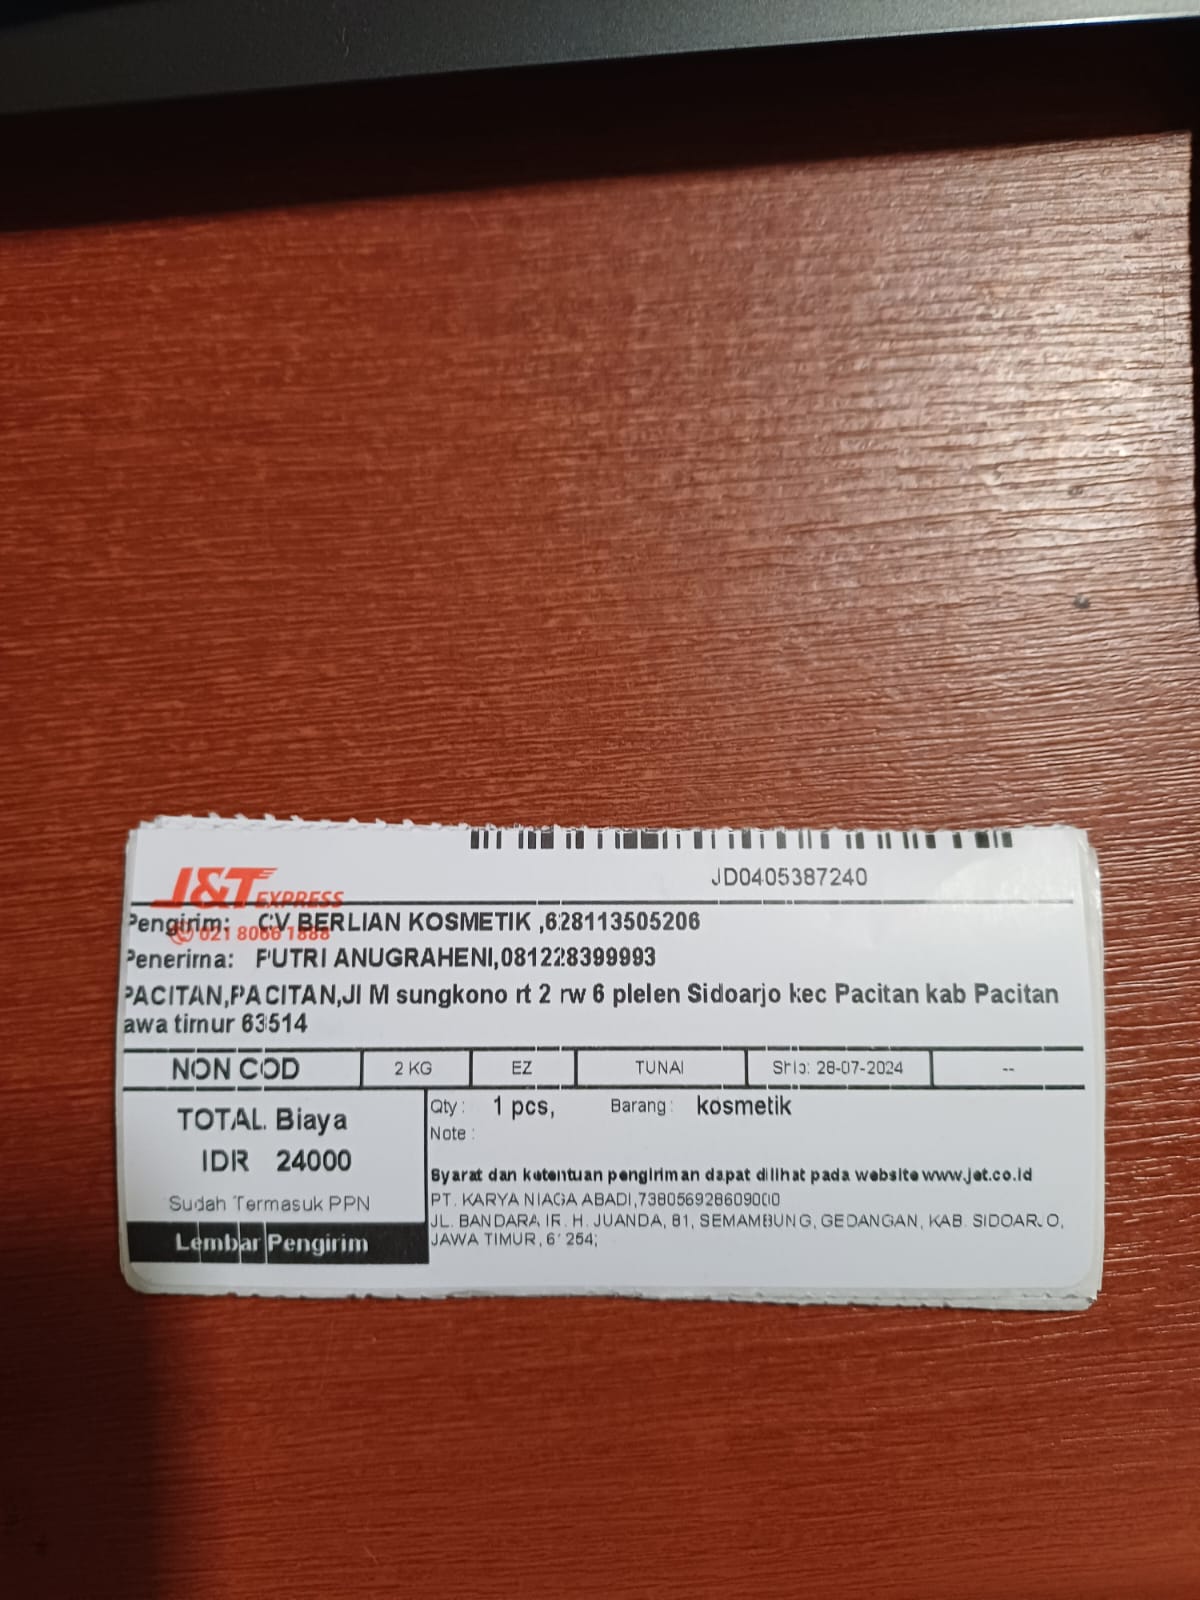 JD0405387240
J&T EXPRESS
021 8066 1888
Pengirim: CV BERLIAN KOSMETIK ,628113505206
Penerima: PUTRI ANUGRAHENI,081228399993
PACITAN,PACITAN,Jl M sungkono rt 2 rw 6 plelen Sidoarjo kec Pacitan kab Pacitan
awa timur 63514
NON COD 2 KG EZ TUNAI Ship: 28-07-2024 --
TOTAL Biaya
IDR 24000
Sudah Termasuk PPN
Lembar Pengirim
Qty : 1 pcs, Barang : kosmetik
Note :
Syarat dan ketentuan pengiriman dapat dilihat pada website www.jet.co.id
PT. KARYA NIAGA ABADI,738056928609000
JL. BANDARA IR. H. JUANDA, 81, SEMAMBUNG, GEDANGAN, KAB. SIDOARJO,
JAWA TIMUR,